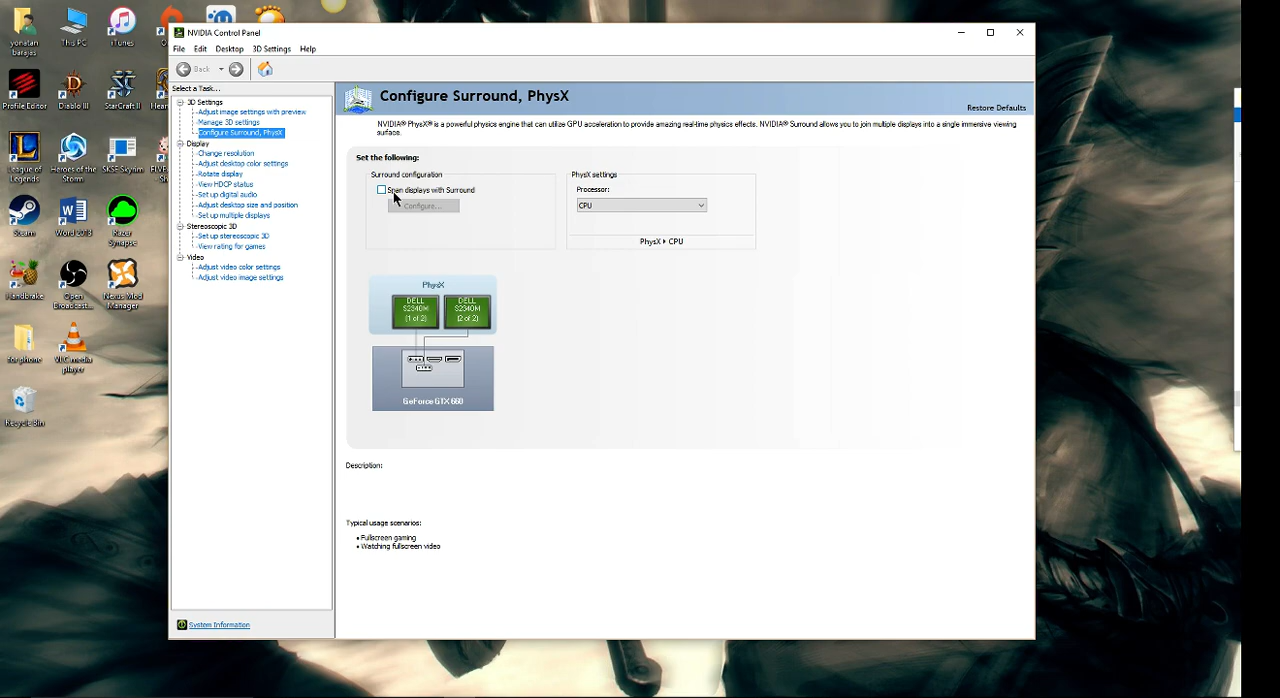 yonatan
barajas
This PC
iTunes
Profile Editor
Diablo III
StarCraft II
League of
Legends
Heroes of the
Storm
SKSE Skyrim
Steam
Word 2013
Razer
Synapse
Handbrake
Open
Broadcast...
Nexus Mod
Manager
for phone
VLC media
player
Recycle Bin
NVIDIA Control Panel
File Edit Desktop 3D Settings Help
Back
Select a Task...
3D Settings
Adjust image settings with preview
Manage 3D settings
Configure Surround, PhysX
Display
Change resolution
Adjust desktop color settings
Rotate display
View HDCP status
Set up digital audio
Adjust desktop size and position
Set up multiple displays
Stereoscopic 3D
Set up stereoscopic 3D
View rating for games
Video
Adjust video color settings
Adjust video image settings
System Information
Configure Surround, PhysX
Restore Defaults
NVIDIA® PhysX® is a powerful physics engine that can utilize GPU acceleration to provide amazing real-time physics effects. NVIDIA® Surround allows you to join multiple displays into a single immersive viewing
surface.
Set the following:
Surround configuration
Span displays with Surround
Configure...
PhysX settings
Processor:
CPU
PhysX ▸ CPU
PhysX
DELL
S2340M
(1 of 2)
DELL
S2340M
(2 of 2)
GeForce GTX 660
Description:
Typical usage scenarios:
• Fullscreen gaming
• Watching fullscreen video